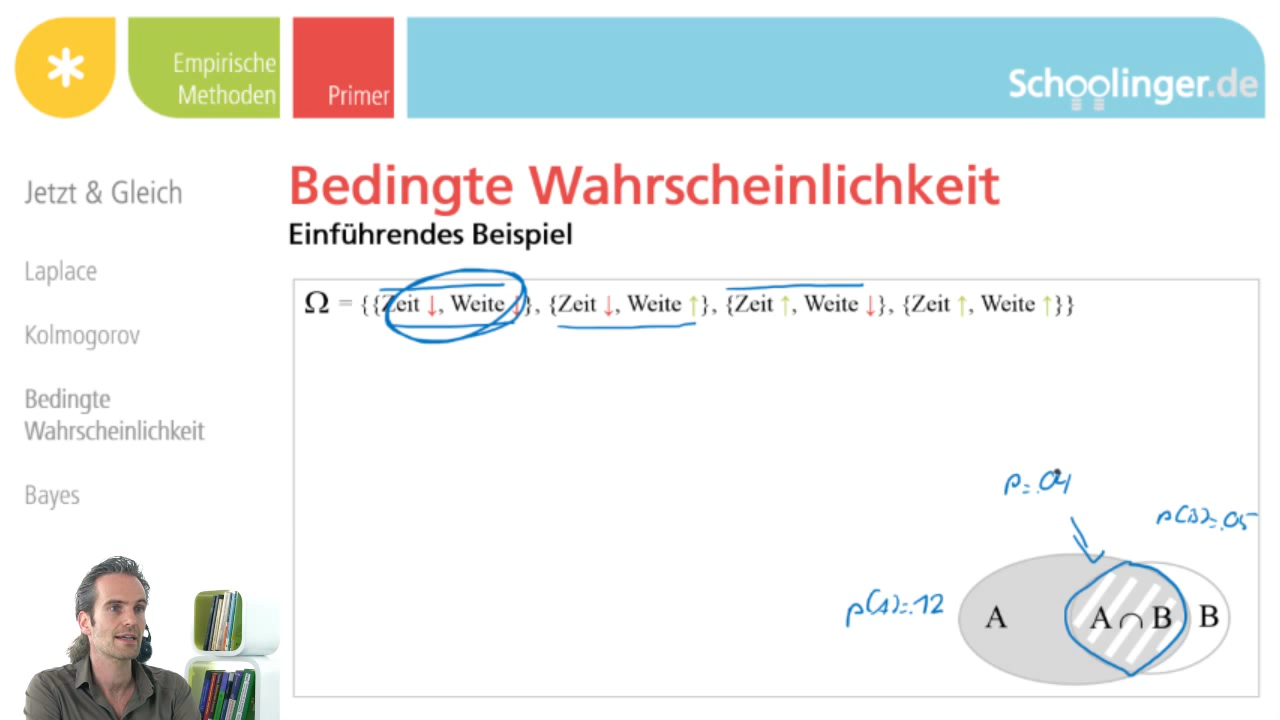 Empirische
Methoden
Primer
Schoolinger.de
Jetzt & Gleich
Laplace
Kolmogorov
Bedingte
Wahrscheinlichkeit
Bayes
Bedingte Wahrscheinlichkeit
Einführendes Beispiel
Ω = {{Zeit ↓, Weite ↓}, {Zeit ↓, Weite ↑}, {Zeit ↑, Weite ↓}, {Zeit ↑, Weite ↑}}
p=.04
p(B)=.05
p(A)=.12
A A∩B B